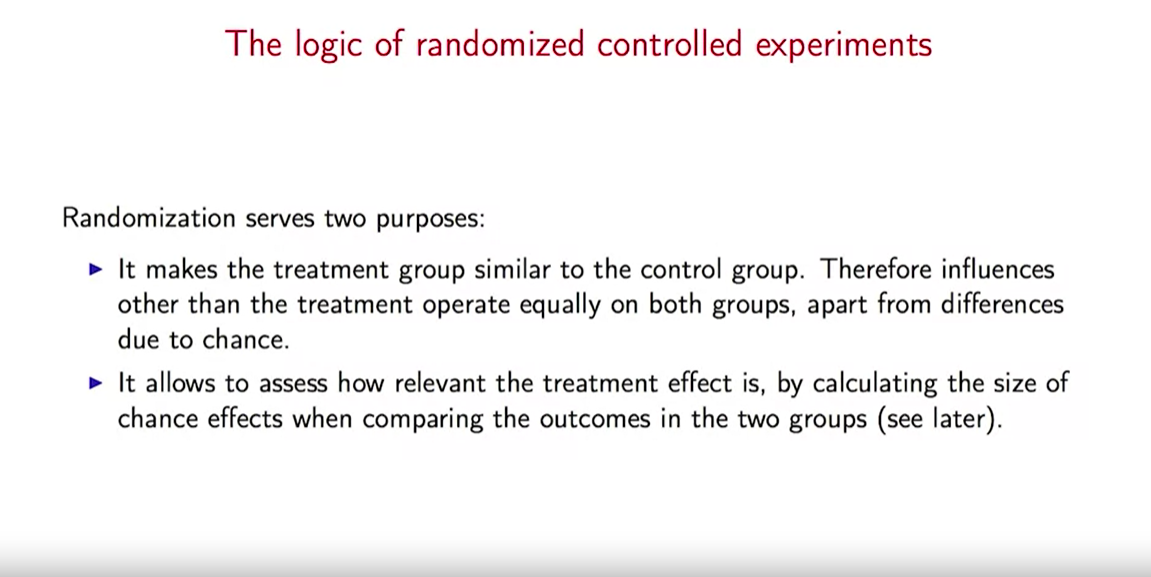 The logic of randomized controlled experiments
Randomization serves two purposes:
It makes the treatment group similar to the control group. Therefore influences
other than the treatment operate equally on both groups, apart from differences
due to chance.
It allows to assess how relevant the treatment effect is, by calculating the size of
chance effects when comparing the outcomes in the two groups (see later).